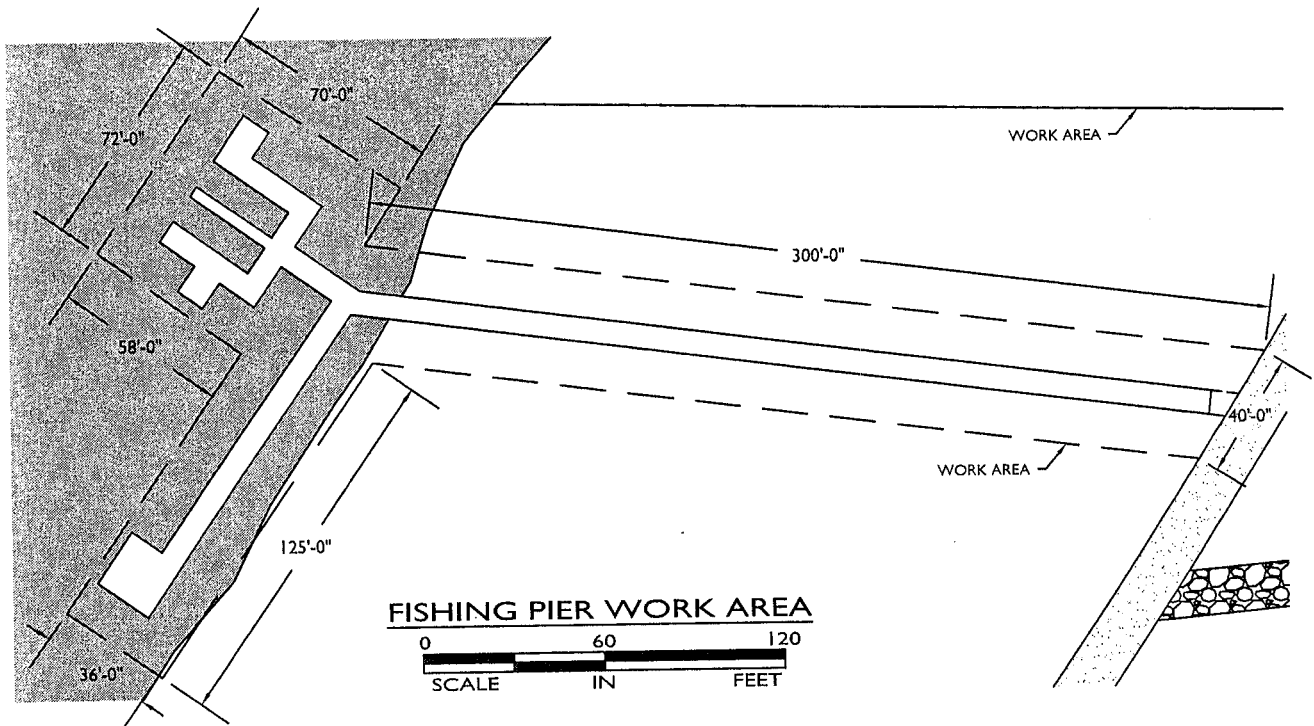 70'-0"
72'-0"
WORK AREA
300'-0"
58'-0"
40'-0"
WORK AREA
125'-0"
36'-0"
FISHING PIER WORK AREA
0 60 120
SCALE IN FEET